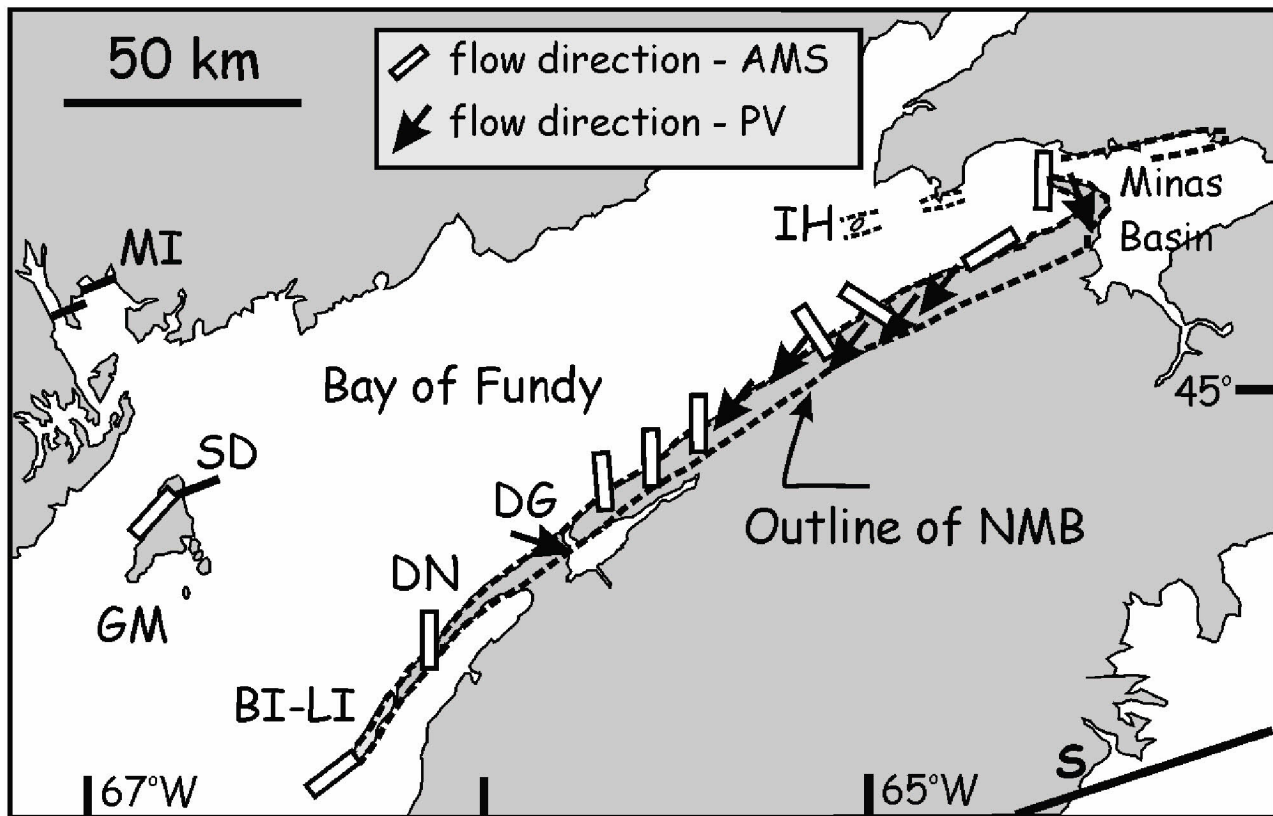 50 km
flow direction - AMS
flow direction - PV
Minas
Basin
IH
MI
Bay of Fundy
45°
SD
DG
Outline of NMB
DN
GM
BI-LI
S
67°W
65°W